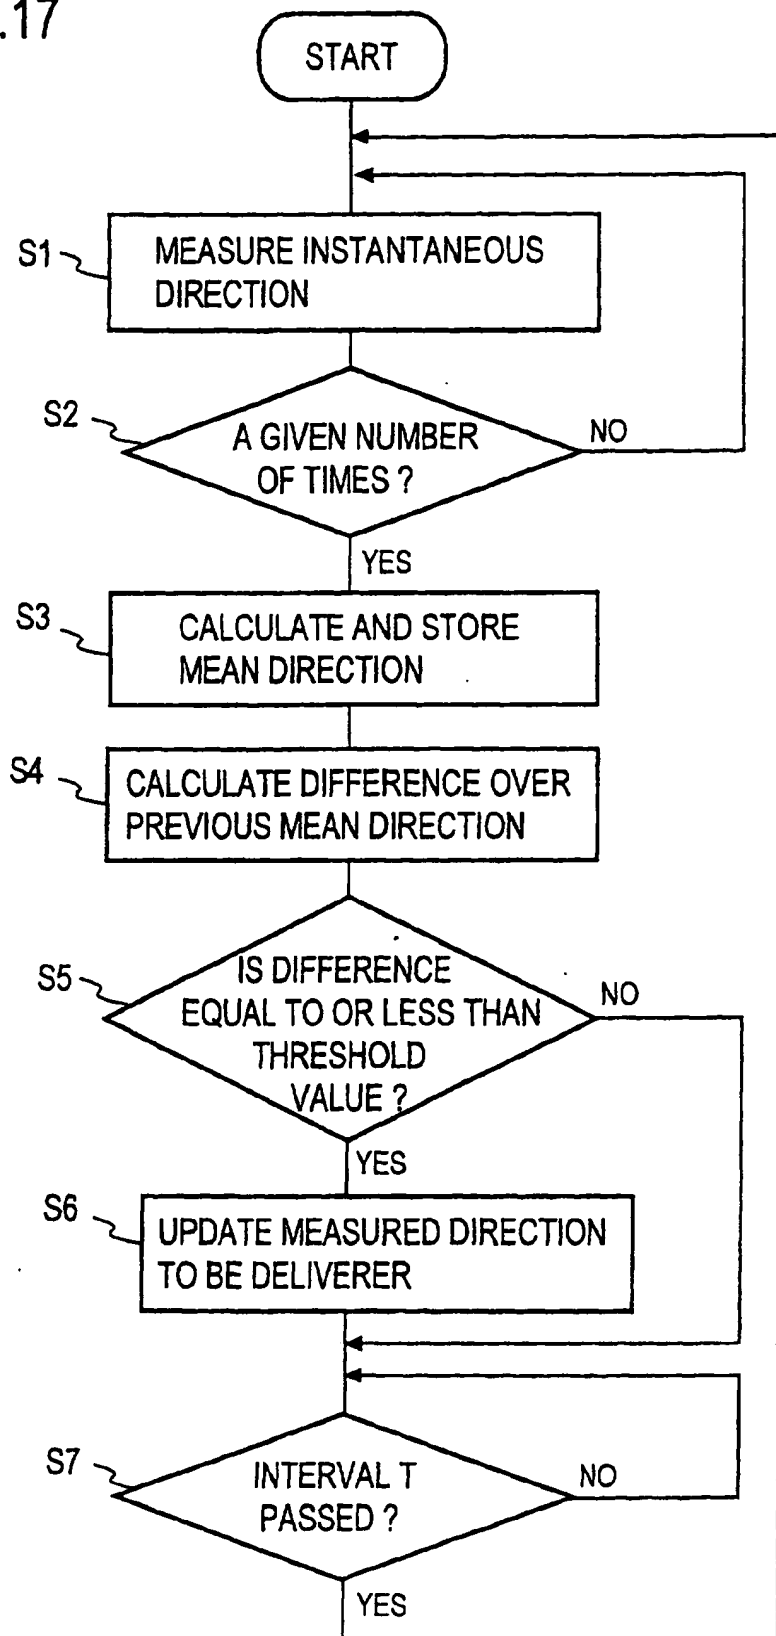 .17
START
S1
MEASURE INSTANTANEOUS
DIRECTION
S2
A GIVEN NUMBER
OF TIMES ?
NO
YES
S3
CALCULATE AND STORE
MEAN DIRECTION
S4
CALCULATE DIFFERENCE OVER
PREVIOUS MEAN DIRECTION
S5
IS DIFFERENCE
EQUAL TO OR LESS THAN
THRESHOLD
VALUE ?
NO
YES
S6
UPDATE MEASURED DIRECTION
TO BE DELIVERER
S7
INTERVAL T
PASSED ?
NO
YES